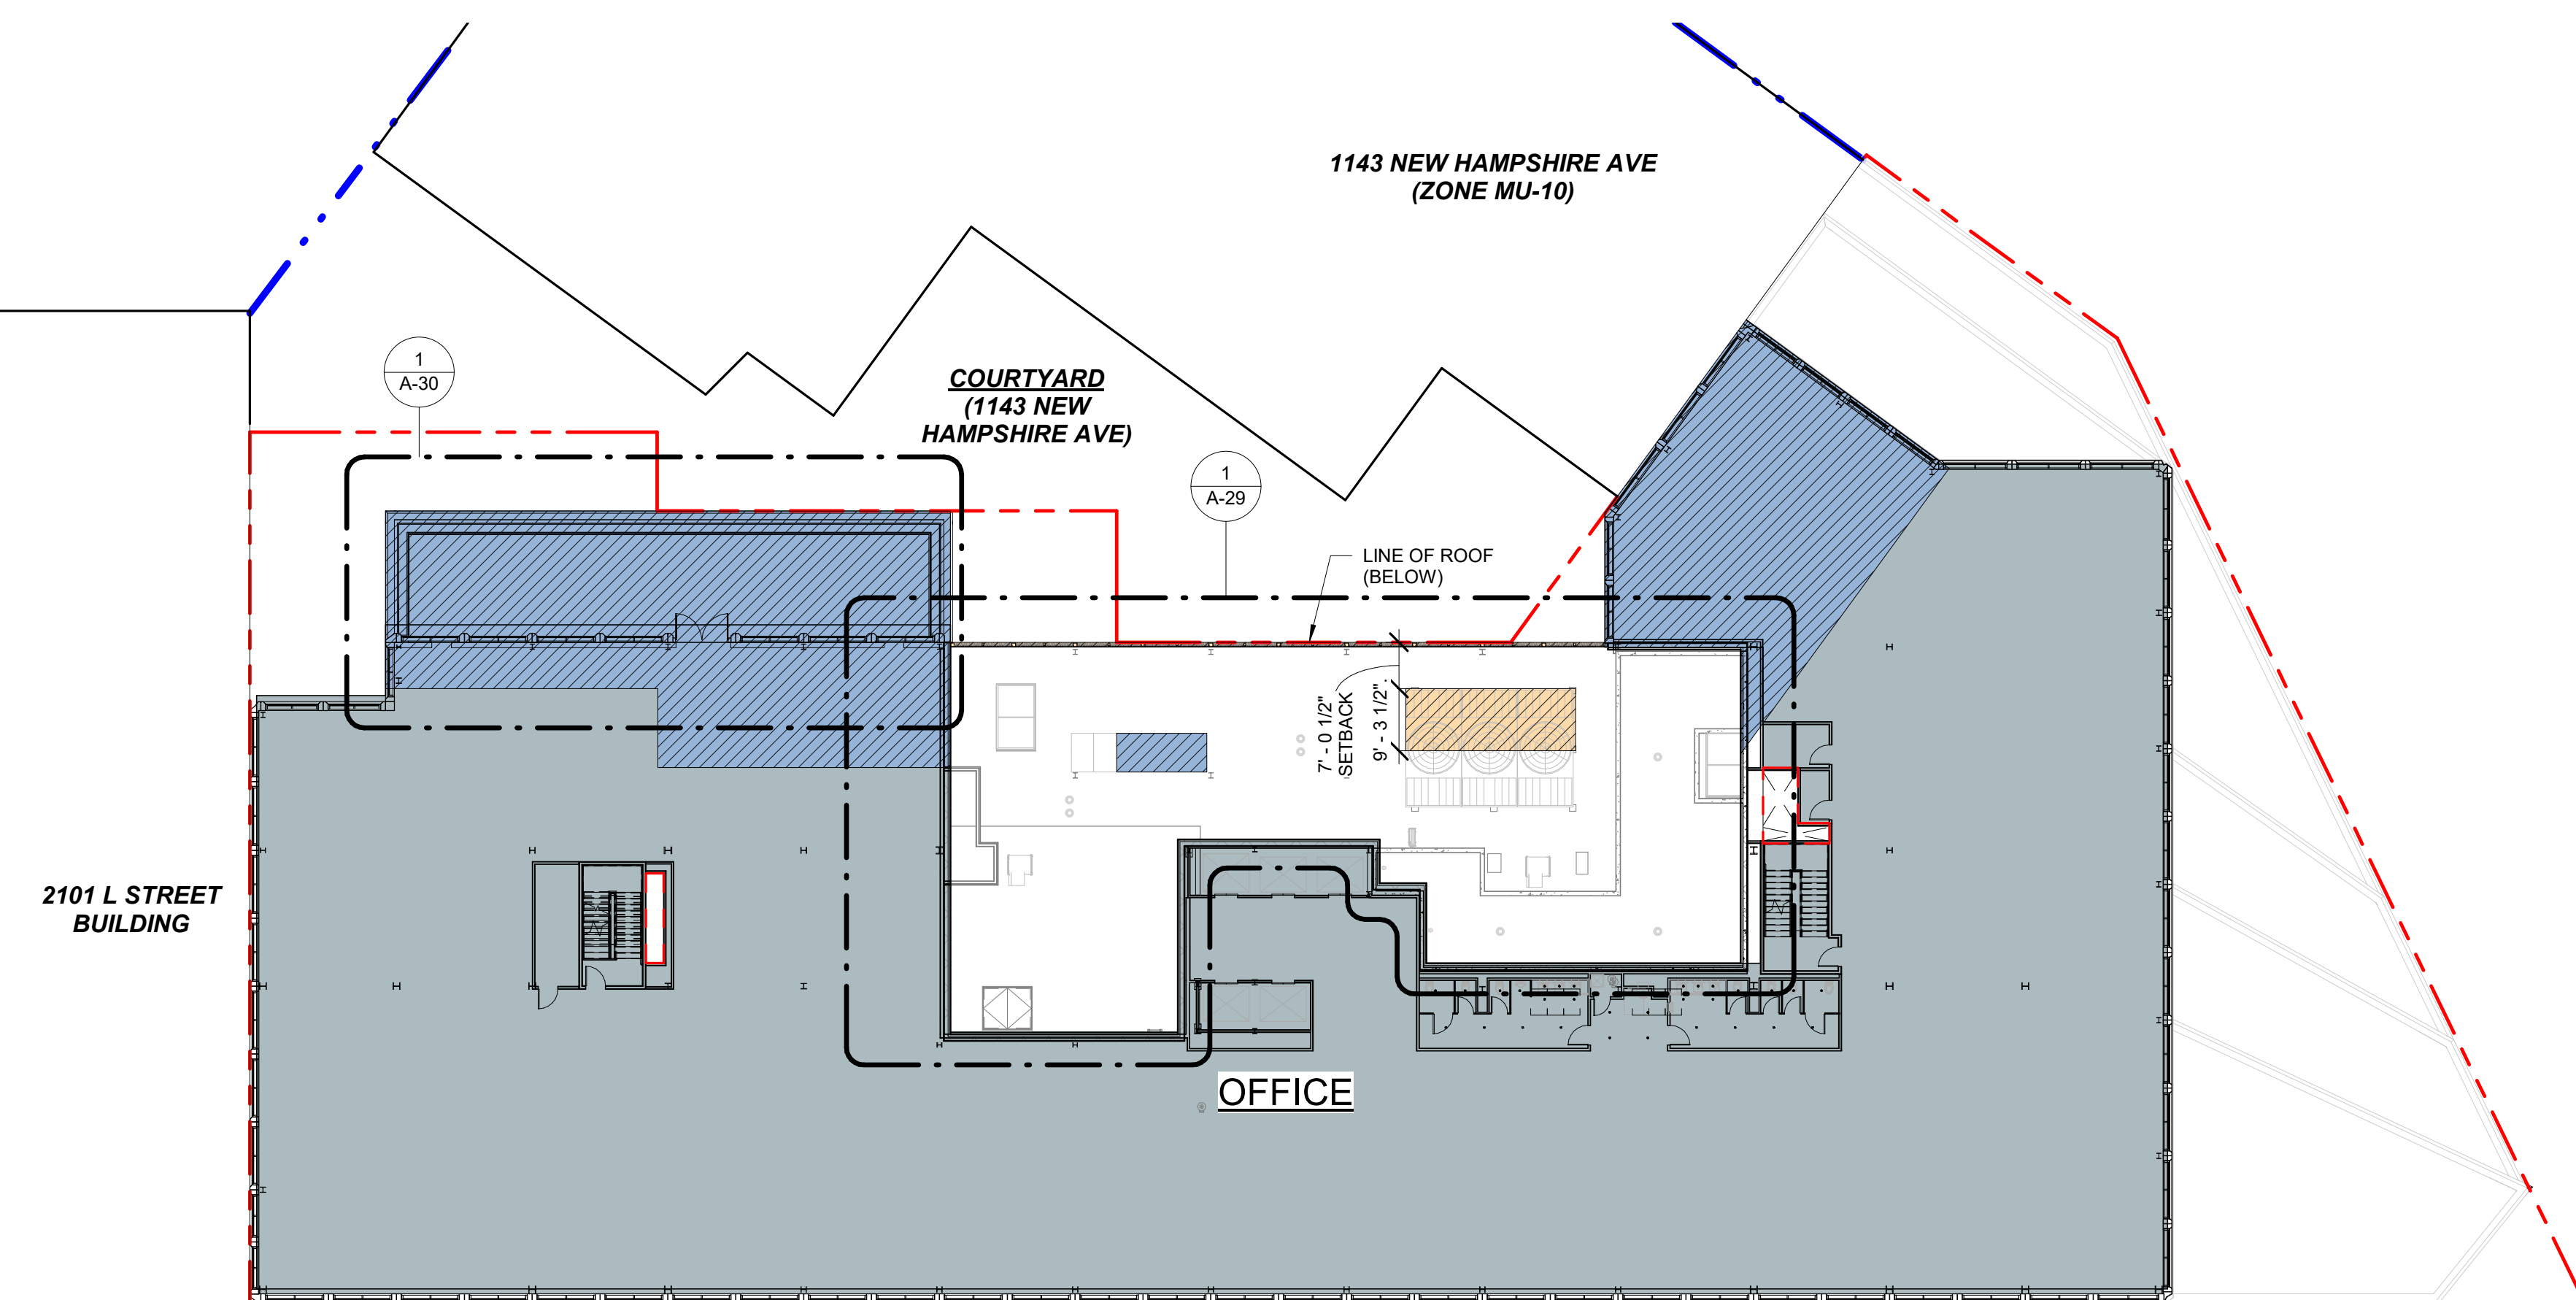 1143 NEW HAMPSHIRE AVE
(ZONE MU-10)
1
A-30
COURTYARD
(1143 NEW
HAMPSHIRE AVE)
1
A-29
LINE OF ROOF
(BELOW)
7' - 0 1/2"
SETBACK
9' - 3 1/2"
2101 L STREET
BUILDING
OFFICE